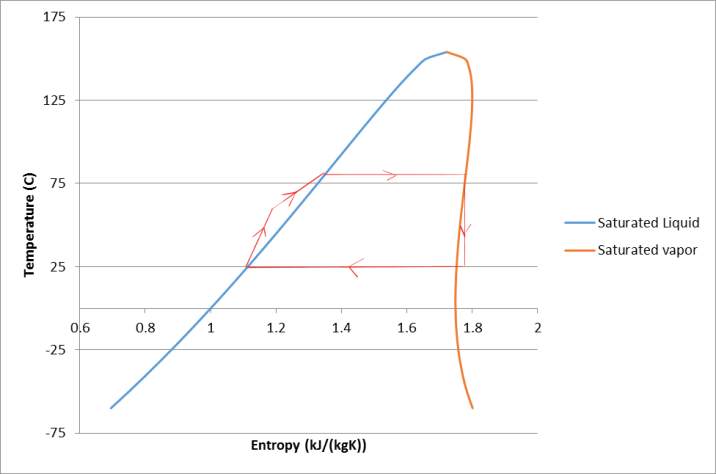 175
125
75
25
-25
-75
0.6 0.8 1 1.2 1.4 1.6 1.8 2
Temperature (C)
Entropy (kJ/(kgK))
Saturated Liquid
Saturated vapor